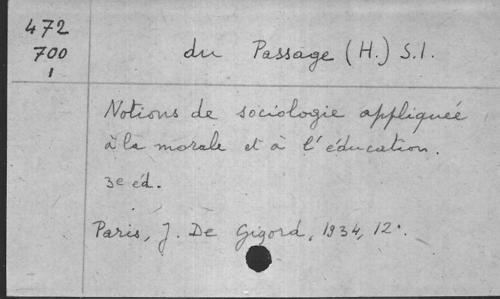 472
700
1
du Passage (H.) S.I.
Notions de sociologie appliqueé
à la morale et à l'éducation.
3e éd.
Paris, J. De Gigord, 1934, 12°.